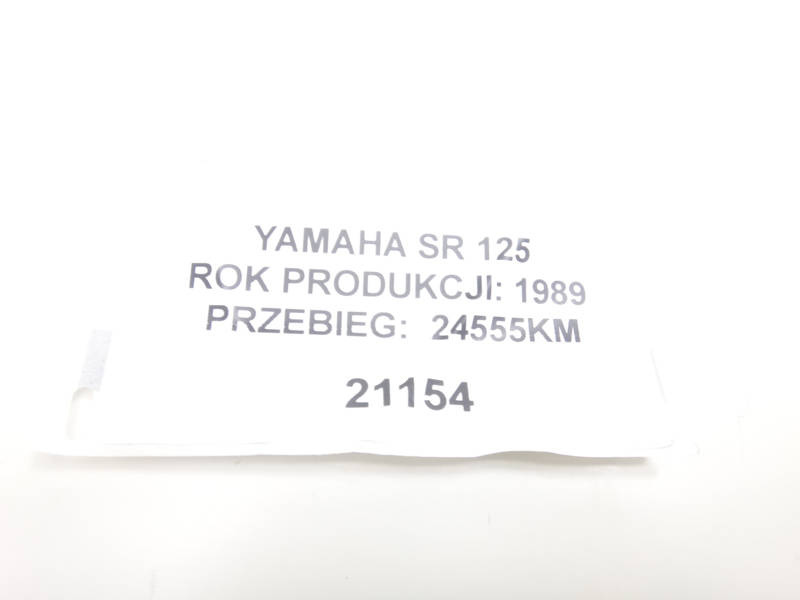 YAMAHA SR 125
ROK PRODUKCJI: 1989
PRZEBIEG: 24555KM
21154